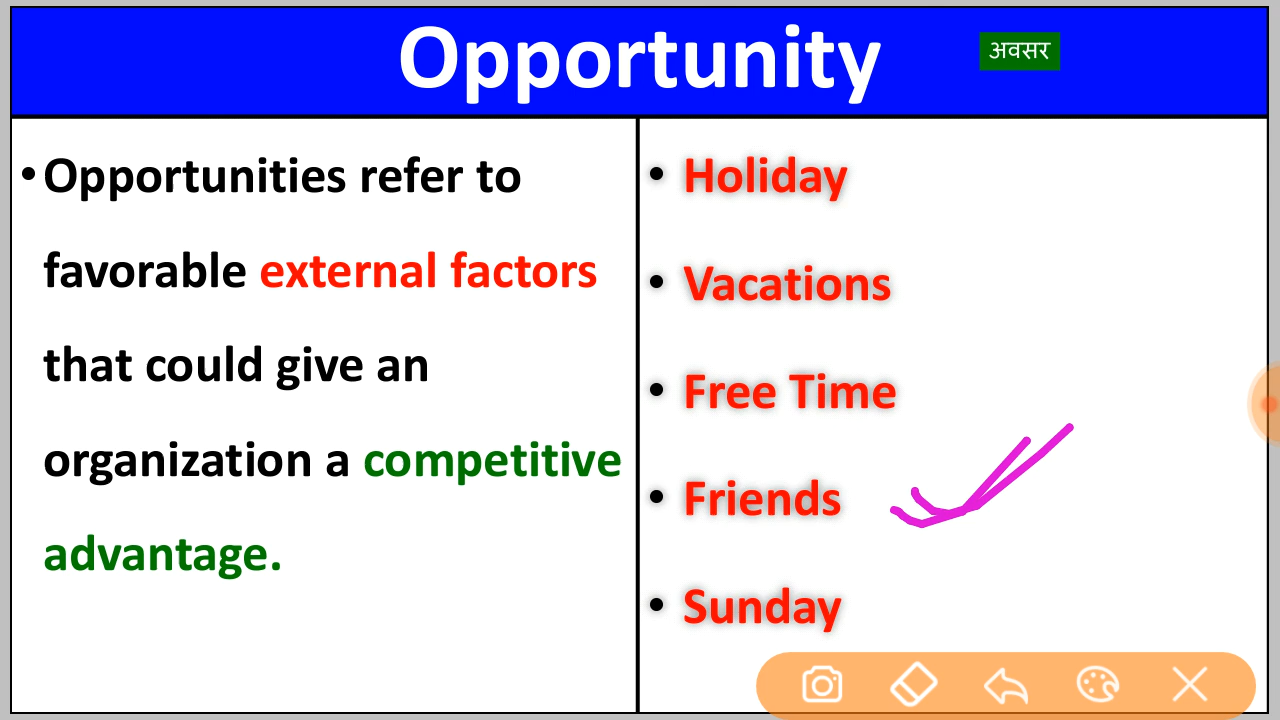 Opportunity
अवसर
• Opportunities refer to
favorable external factors
that could give an
organization a competitive
advantage.
• Holiday
• Vacations
• Free Time
• Friends
• Sunday